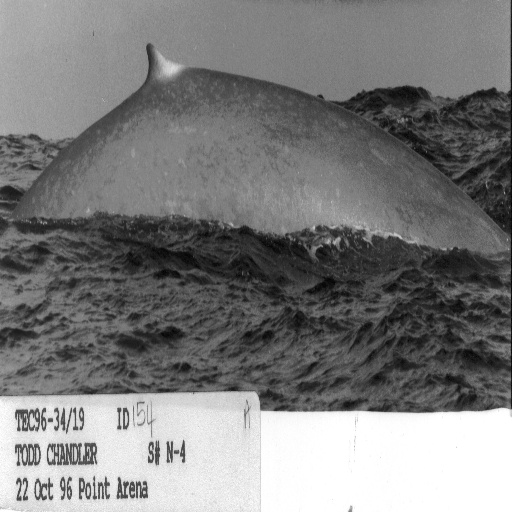 TEC96-34/19 ID 154 A
TODD CHANDLER S# N-4
22 Oct 96 Point Arena